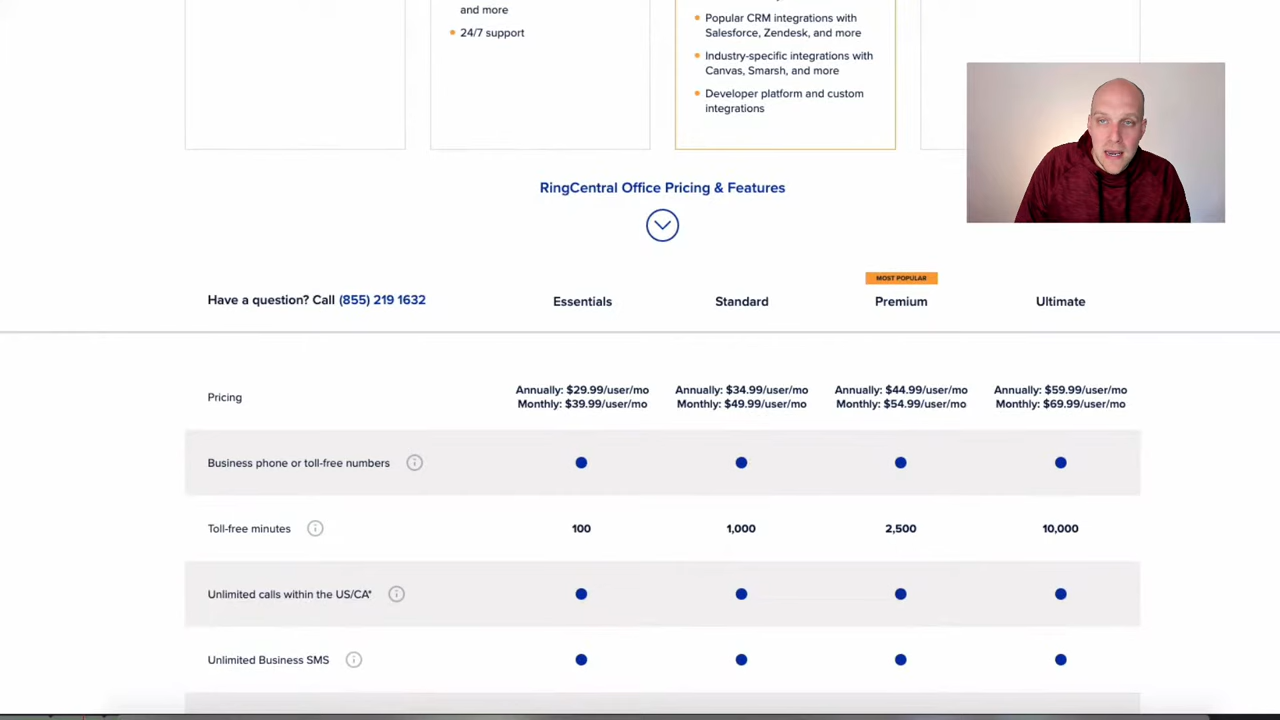 and more
24/7 support
Popular CRM integrations with
Salesforce, Zendesk, and more
Industry-specific integrations with
Canvas, Smarsh, and more
Developer platform and custom
integrations
RingCentral Office Pricing & Features
Have a question? Call (855) 219 1632
Essentials
Standard
MOST POPULAR
Premium
Ultimate
Pricing
Annually: $29.99/user/mo
Monthly: $39.99/user/mo
Annually: $34.99/user/mo
Monthly: $49.99/user/mo
Annually: $44.99/user/mo
Monthly: $54.99/user/mo
Annually: $59.99/user/mo
Monthly: $69.99/user/mo
Business phone or toll-free numbers
Toll-free minutes
100
1,000
2,500
10,000
Unlimited calls within the US/CA*
Unlimited Business SMS